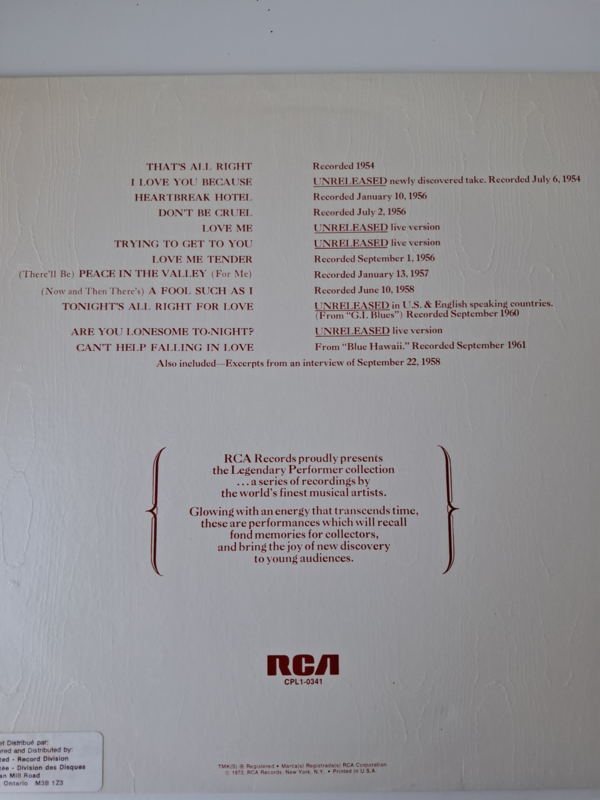 THAT'S ALL RIGHT Recorded 1954
I LOVE YOU BECAUSE UNRELEASED newly discovered take. Recorded July 6, 1954
HEARTBREAK HOTEL Recorded January 10, 1956
DON'T BE CRUEL Recorded July 2, 1956
LOVE ME UNRELEASED live version
TRYING TO GET TO YOU UNRELEASED live version
LOVE ME TENDER Recorded September 1, 1956
(There'll Be) PEACE IN THE VALLEY (For Me) Recorded January 13, 1957
(Now and Then There's) A FOOL SUCH AS I Recorded June 10, 1958
TONIGHT'S ALL RIGHT FOR LOVE UNRELEASED in U.S. & English speaking countries.
(From "G.I. Blues") Recorded September 1960
ARE YOU LONESOME TO-NIGHT? UNRELEASED live version
CAN'T HELP FALLING IN LOVE From "Blue Hawaii." Recorded September 1961
Also included—Excerpts from an interview of September 22, 1958
RCA Records proudly presents
the Legendary Performer collection
...a series of recordings by
the world's finest musical artists.
Glowing with an energy that transcends time,
these are performances which will recall
fond memories for collectors,
and bring the joy of new discovery
to young audiences.
RCA
CPL1-0341
et Distribué par:
ured and Distributed by:
ted - Record Division
tée - Division des Disques
an Mill Road
Ontario M3B 1Z3
TMK(S) ® Registered • Marca(s) Registrada(s) RCA Corporation
© 1973, RCA Records, New York, N.Y. • Printed in U.S.A.